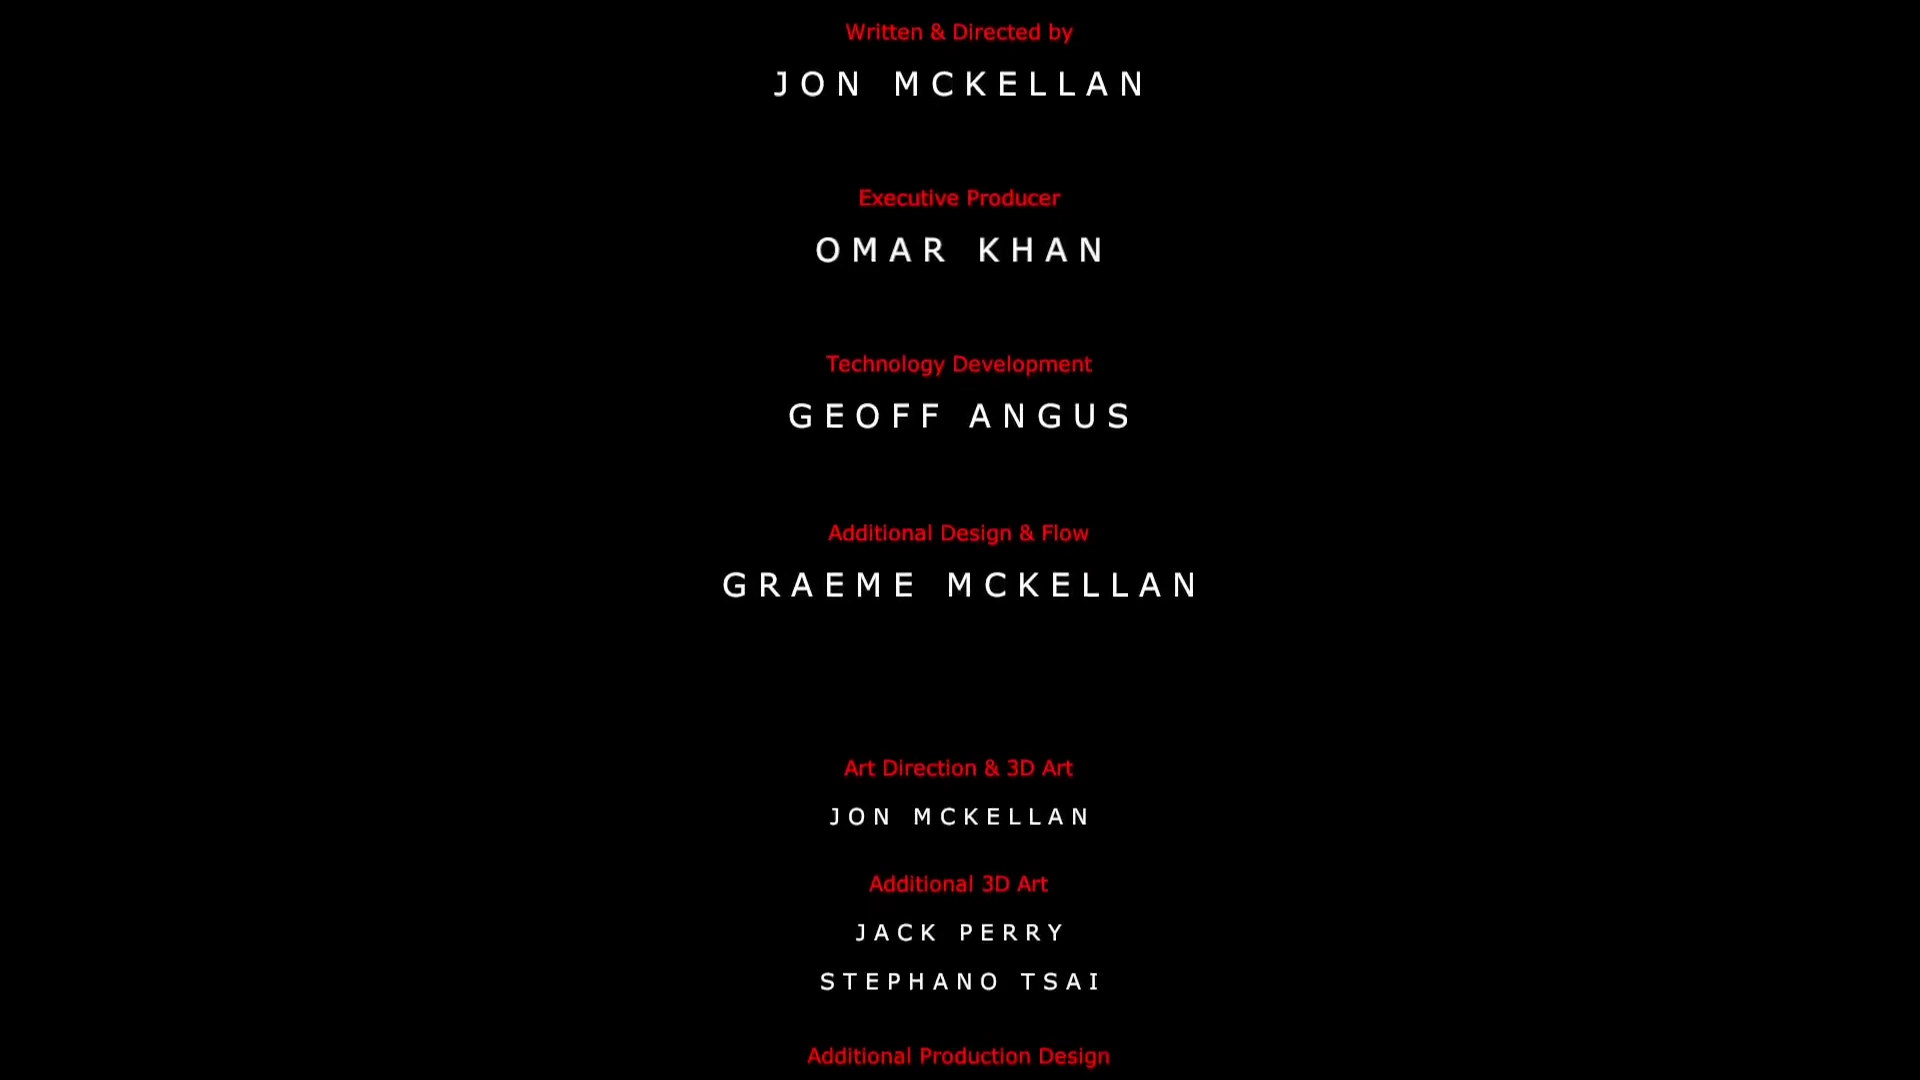 Written & Directed by
JON MCKELLAN
Executive Producer
OMAR KHAN
Technology Development
GEOFF ANGUS
Additional Design & Flow
GRAEME MCKELLAN
Art Direction & 3D Art
JON MCKELLAN
Additional 3D Art
JACK PERRY
STEPHANO TSAI
Additional Production Design